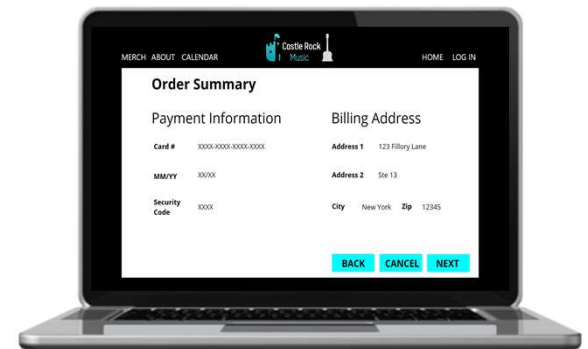 Castle Rock
Music
MERCH ABOUT CALENDAR HOME LOG IN
Order Summary
Payment Information
Card # XXXX-XXXX-XXXX-XXXX
MM/YY XX/XX
Security
Code XXXX
Billing Address
Address 1 123 Fillory Lane
Address 2 Ste 13
City New York Zip 12345
BACK CANCEL NEXT